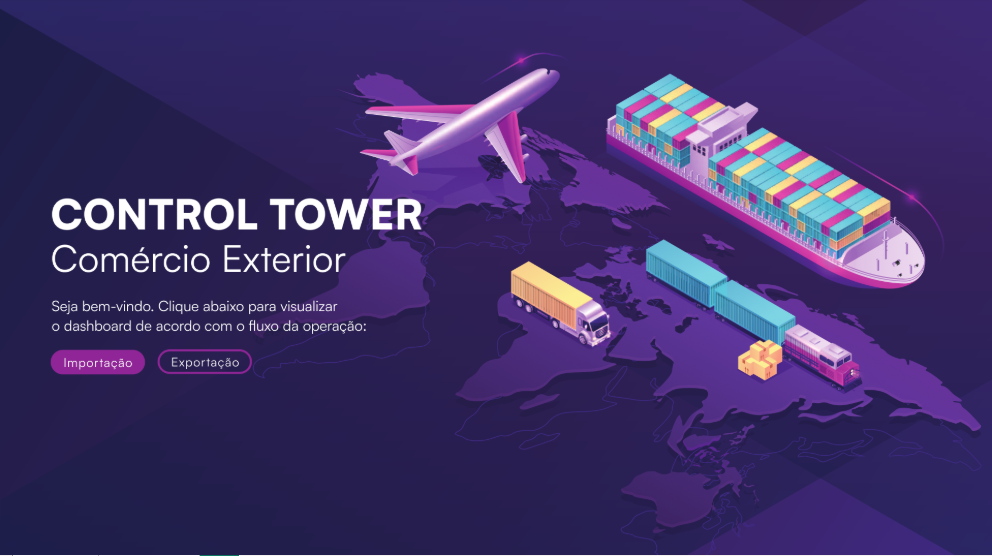 CONTROL TOWER
Comércio Exterior
Seja bem-vindo. Clique abaixo para visualizar
o dashboard de acordo com o fluxo da operação:
Importação Exportação